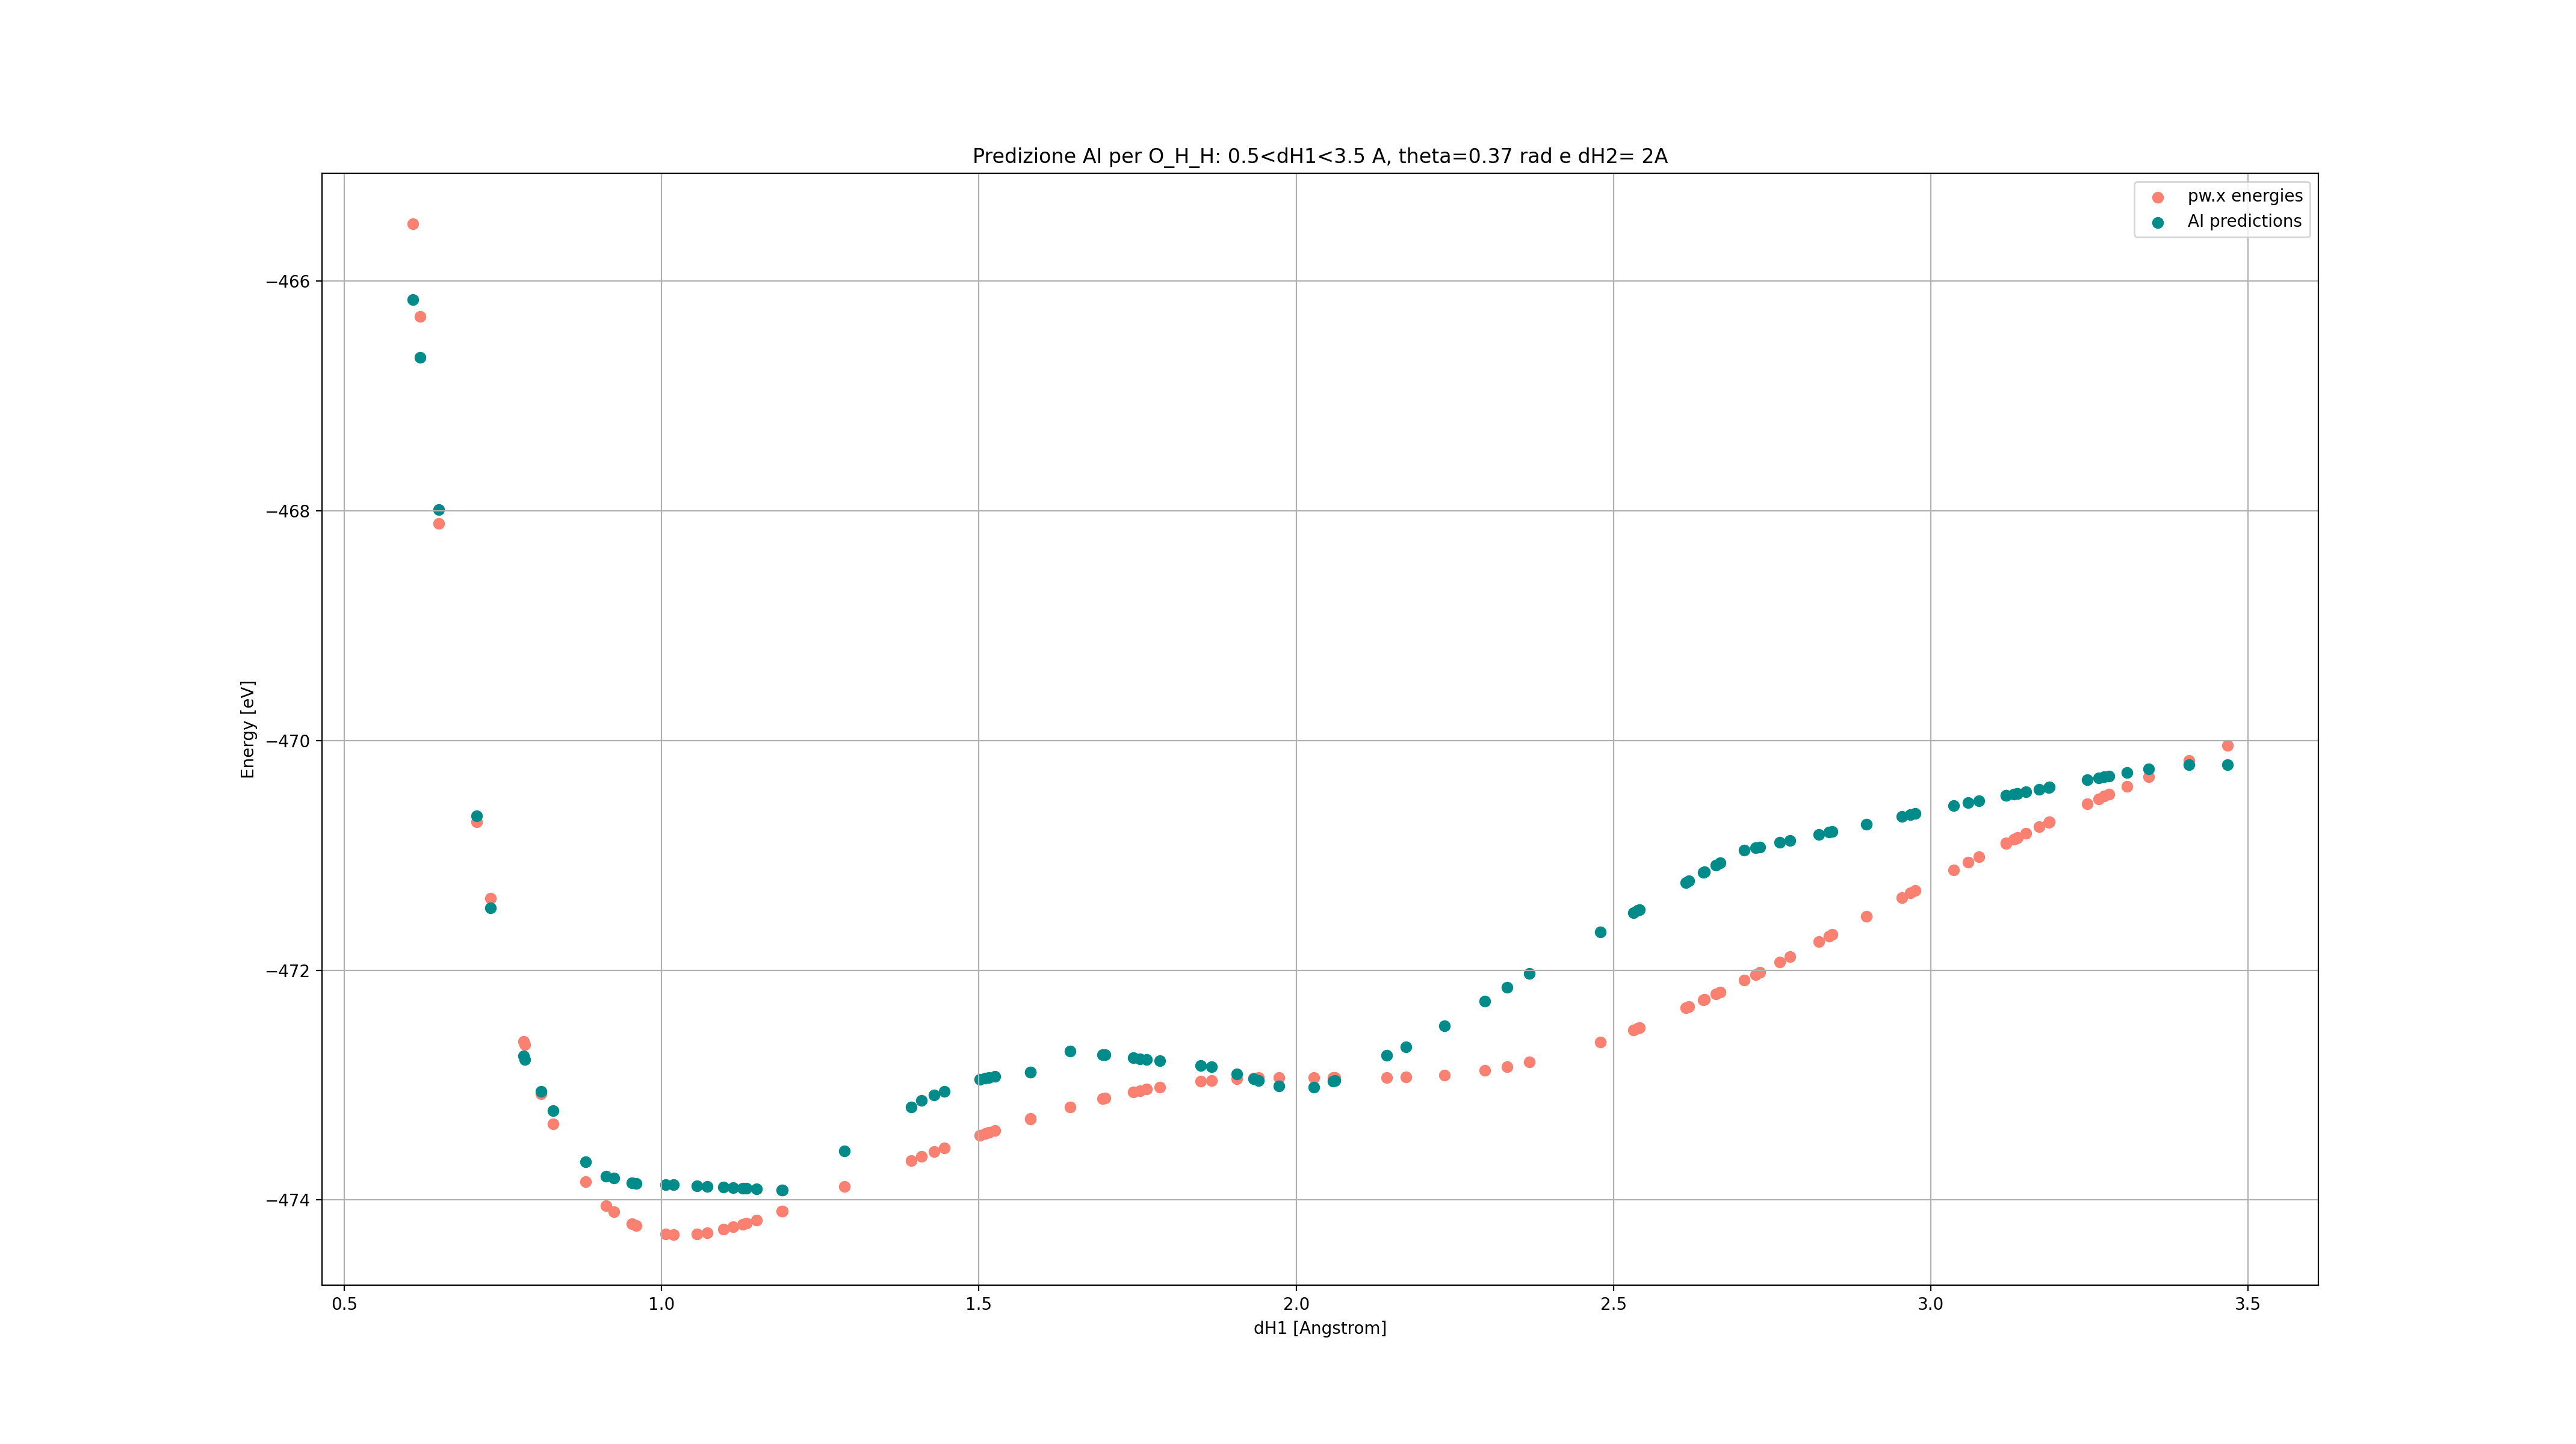 Predizione AI per O_H_H: 0.5<dH1<3.5 A, theta=0.37 rad e dH2= 2A
pw.x energies
AI predictions
−466
−468
−470
−472
−474
Energy [eV]
0.5 1.0 1.5 2.0 2.5 3.0 3.5
dH1 [Angstrom]